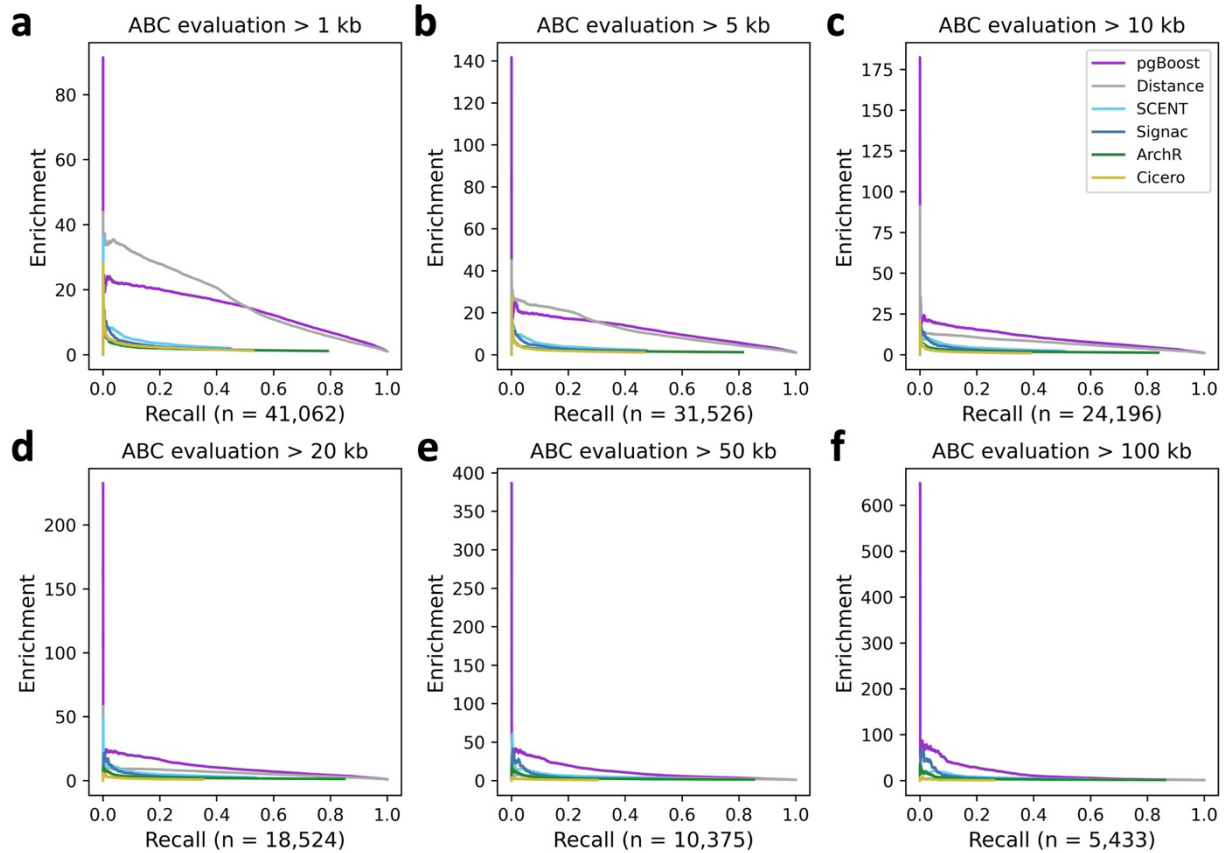 a
ABC evaluation > 1 kb
Enrichment
80
60
40
20
0
0.0 0.2 0.4 0.6 0.8 1.0
Recall (n = 41,062)
b
ABC evaluation > 5 kb
Enrichment
140
120
100
80
60
40
20
0
0.0 0.2 0.4 0.6 0.8 1.0
Recall (n = 31,526)
c
ABC evaluation > 10 kb
Enrichment
175
150
125
100
75
50
25
0
pgBoost
Distance
SCENT
Signac
ArchR
Cicero
0.0 0.2 0.4 0.6 0.8 1.0
Recall (n = 24,196)
d
ABC evaluation > 20 kb
Enrichment
200
150
100
50
0
0.0 0.2 0.4 0.6 0.8 1.0
Recall (n = 18,524)
e
ABC evaluation > 50 kb
Enrichment
400
350
300
250
200
150
100
50
0
0.0 0.2 0.4 0.6 0.8 1.0
Recall (n = 10,375)
f
ABC evaluation > 100 kb
Enrichment
600
500
400
300
200
100
0
0.0 0.2 0.4 0.6 0.8 1.0
Recall (n = 5,433)